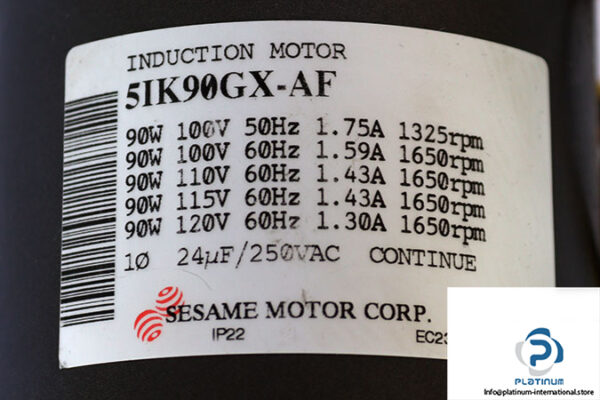 INDUCTION MOTOR
5IK90GX-AF
90W 100V 50Hz 1.75A 1325rpm
90W 100V 60Hz 1.59A 1650rpm
90W 110V 60Hz 1.43A 1650rpm
90W 115V 60Hz 1.43A 1650rpm
90W 120V 60Hz 1.30A 1650rpm
1Ø 24µF/250VAC CONTINUE
SESAME MOTOR CORP.
IP22
PLATINUM
Info@platinum-international.store